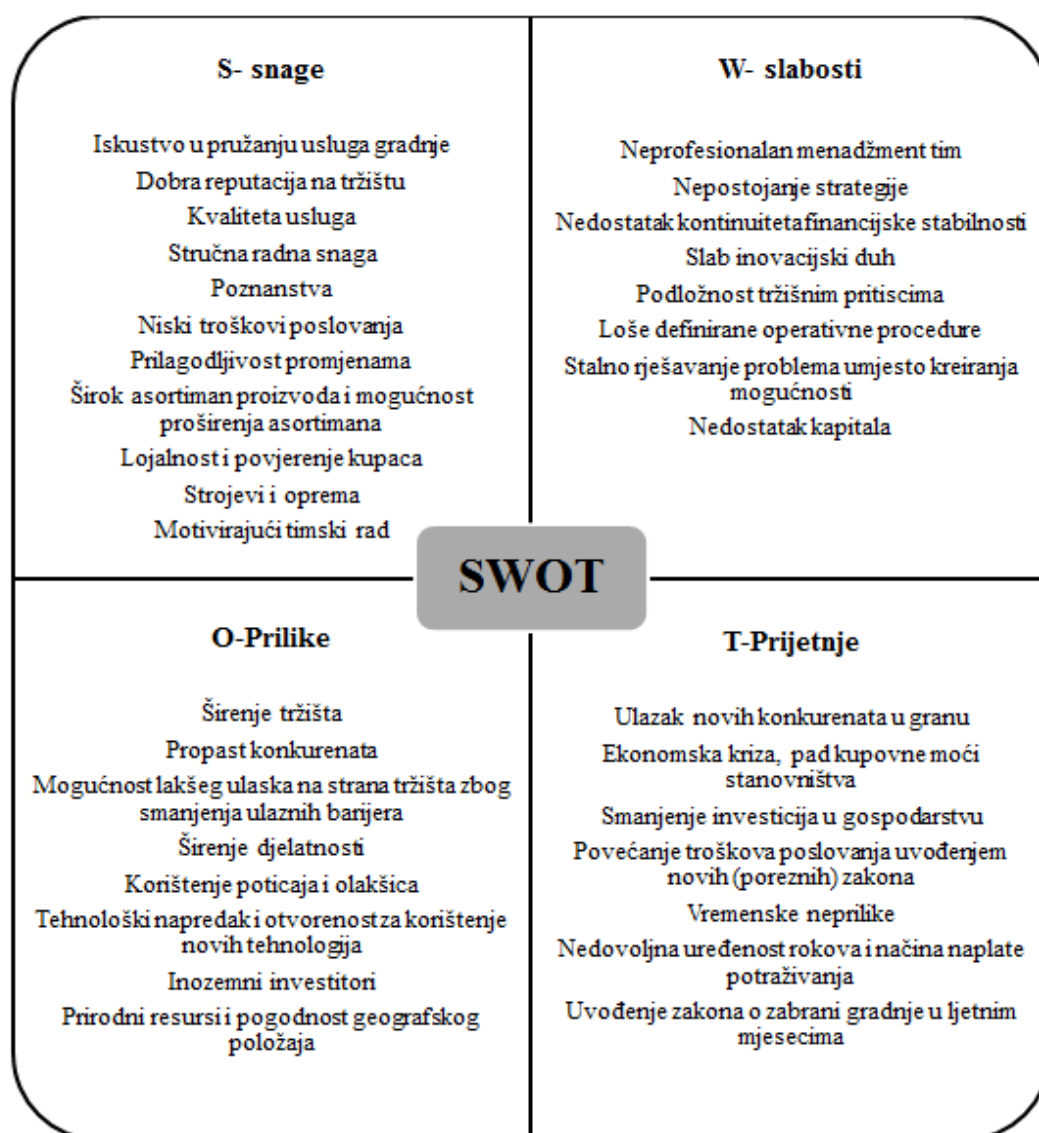 S- snage
Iskustvo u pružanju usluga gradnje
Dobra reputacija na tržištu
Kvaliteta usluga
Stručna radna snaga
Poznanstva
Niski troškovi poslovanja
Prilagodljivost promjenama
Širok asortiman proizvoda i mogućnost
proširenja asortimana
Lojalnost i povjerenje kupaca
Strojevi i oprema
Motivirajući timski rad
W- slabosti
Neprofesionalan menadžment tim
Nepostojanje strategije
Nedostatak kontinuiteta financijske stabilnosti
Slab inovacijski duh
Podložnost tržišnim pritiscima
Loše definirane operativne procedure
Stalno rješavanje problema umjesto kreiranja
mogućnosti
Nedostatak kapitala
SWOT
O-Prilike
Širenje tržišta
Propast konkurenata
Mogućnost lakšeg ulaska na strana tržišta zbog
smanjenja ulaznih barijera
Širenje djelatnosti
Korištenje poticaja i olakšica
Tehnološki napredak i otvorenost za korištenje
novih tehnologija
Inozemni investitori
Prirodni resursi i pogodnost geografskog
položaja
T-Prijetnje
Ulazak novih konkurenata u granu
Ekonomska kriza, pad kupovne moći
stanovništva
Smanjenje investicija u gospodarstvu
Povećanje troškova poslovanja uvođenjem
novih (poreznih) zakona
Vremenske neprilike
Nedovoljna uređenost rokova i načina naplate
potraživanja
Uvođenje zakona o zabrani gradnje u ljetnim
mjesecima